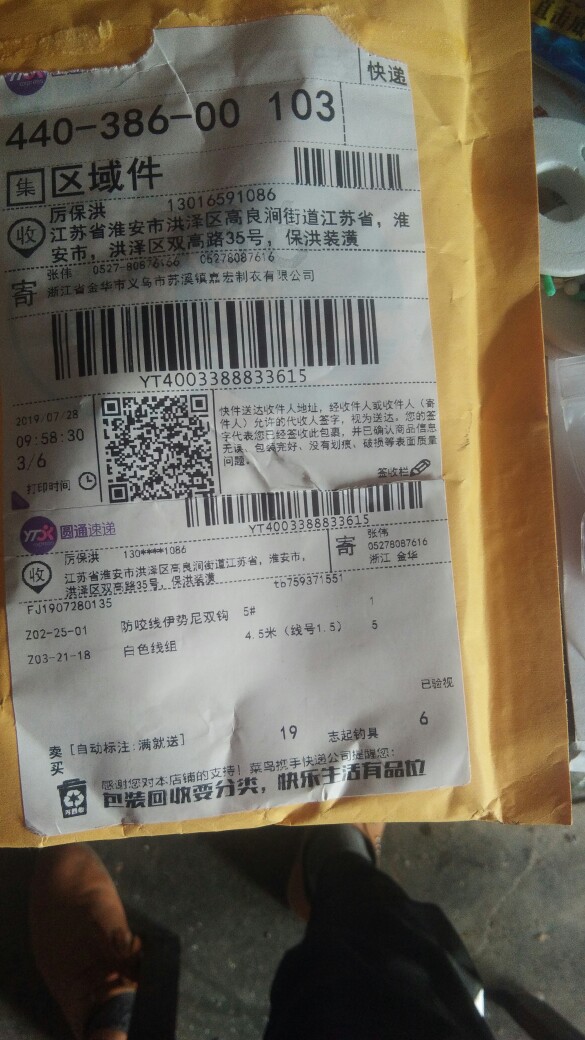 快递
440-386-00 103
集 区域件
厉保洪 13016591086
收 江苏省淮安市洪泽区高良涧街道江苏省，淮
安市，洪泽区双高路35号，保洪装潢
张伟 05278087616
寄 浙江省金华市义乌市苏溪镇嘉宏制衣有限公司
YT4003388833615
2019/07/28
09:58:30
3/6
打印时间
快件送达收件人地址，经收件人或收件人（寄
件人）允许的代收人签字，视为送达。您的签
字代表您已经签收此包裹，并已确认商品信息
无误、包装完好、没有划痕、破损等表面质量
问题。
签收栏
YT4003388833615
YTO 圆通速递
厉保洪 130****1086
收 江苏省淮安市洪泽区高良涧街道江苏省，淮安市，
洪泽区双高路35号，保洪装潢
寄 张伟
05278087616
浙江 金华
tb759371551
FJ1907280135
Z02-25-01 防咬线伊势尼双钩 5# 1
Z03-21-18 白色线组 4.5米（线号1.5） 5
已验视
卖 [自动标注:满就送] 19 志起钓具 6
买
感谢您对本店铺的支持! 菜鸟携手快递公司提醒您:
包装回收要分类，快乐生活有品位